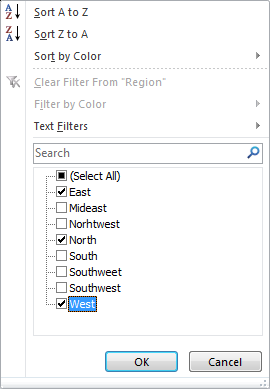 Sort A to Z
Sort Z to A
Sort by Color
Clear Filter From "Region"
Filter by Color
Text Filters
Search
(Select All)
East
Mideast
Norhtwest
North
South
Southweet
Southwest
West
OK
Cancel